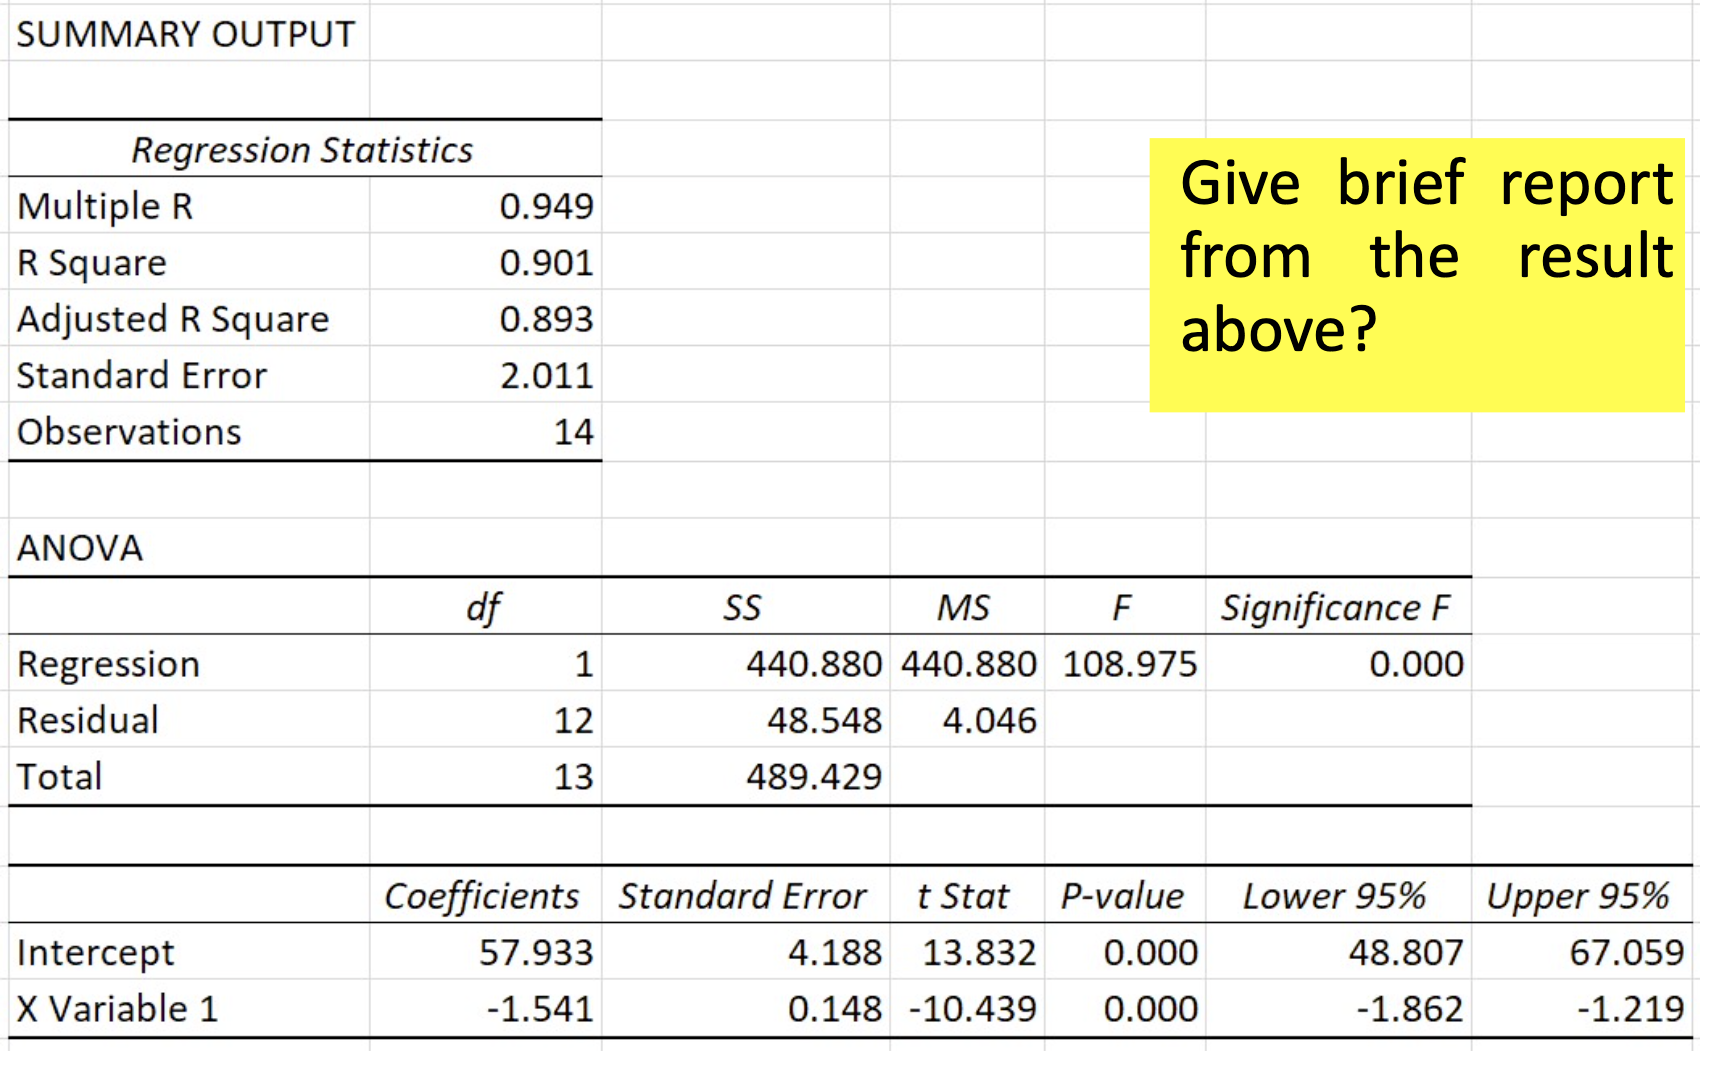 SUMMARY OUTPUT
Regression Statistics
Multiple R 0.949
R Square 0.901
Adjusted R Square 0.893
Standard Error 2.011
Observations 14
Give brief report
from the result
above?
ANOVA
df SS MS F Significance F
Regression 1 440.880 440.880 108.975 0.000
Residual 12 48.548 4.046
Total 13 489.429
Coefficients Standard Error t Stat P-value Lower 95% Upper 95%
Intercept 57.933 4.188 13.832 0.000 48.807 67.059
X Variable 1 -1.541 0.148 -10.439 0.000 -1.862 -1.219